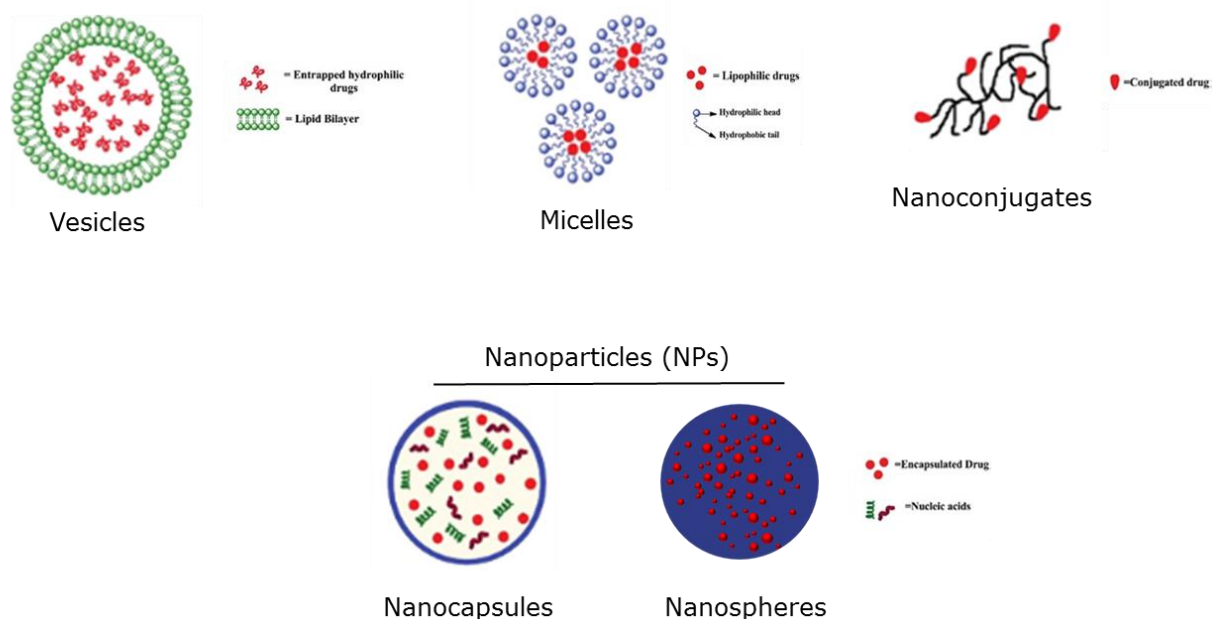 = Entrapped hydrophilic
drugs
= Lipid Bilayer
Vesicles
= Lipophilic drugs
Hydrophilic head
Hydrophobic tail
Micelles
=Conjugated drug
Nanoconjugates
Nanoparticles (NPs)
=Encapsulated Drug
=Nucleic acids
Nanocapsules
Nanospheres